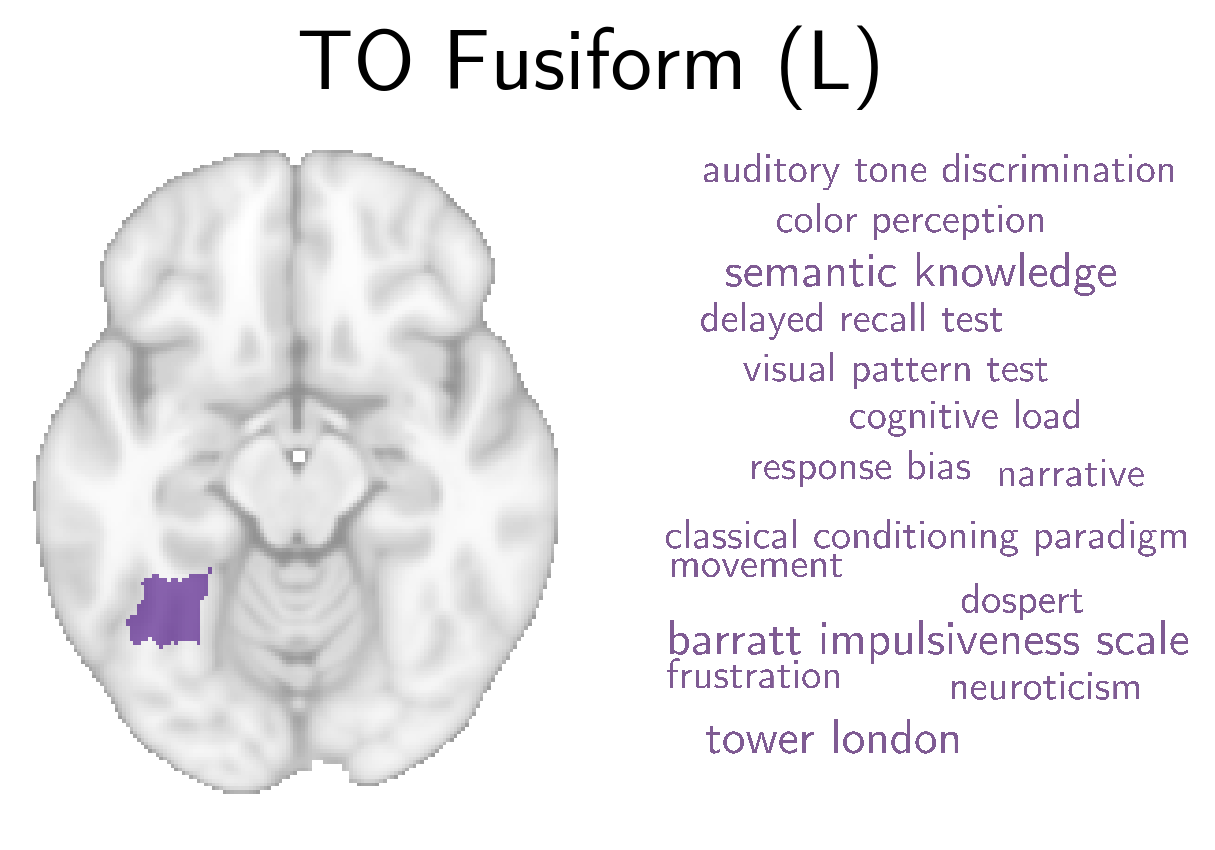 TO Fusiform (L)
auditory tone discrimination
color perception
semantic knowledge
delayed recall test
visual pattern test
cognitive load
response bias narrative
classical conditioning paradigm
movement
dospert
barratt impulsiveness scale
frustration
neuroticism
tower london